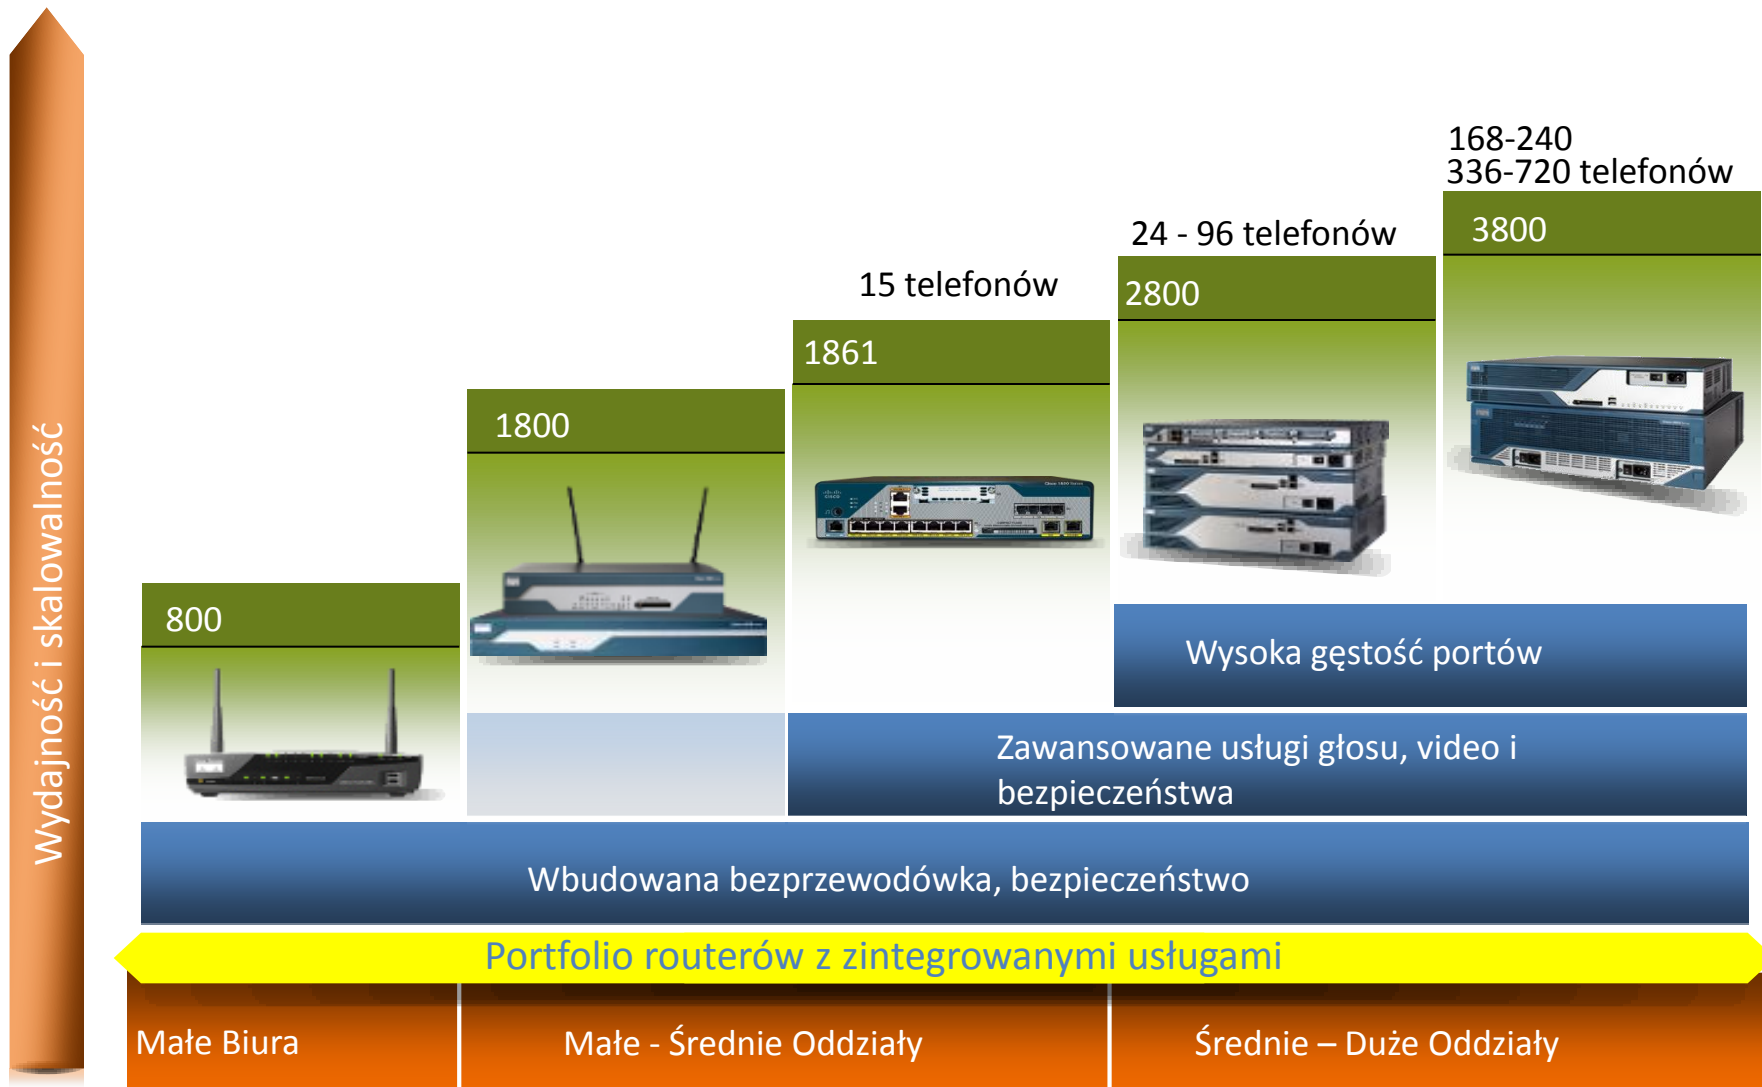 168-240
336-720 telefonów
3800
24 - 96 telefonów
2800
15 telefonów
1861
1800
800
Wydajność i skalowalność
Wysoka gęstość portów
Zawansowane usługi głosu, video i
bezpieczeństwa
Wbudowana bezprzewodówka, bezpieczeństwo
Portfolio routerów z zintegrowanymi usługami
Małe Biura
Małe - Średnie Oddziały
Średnie – Duże Oddziały